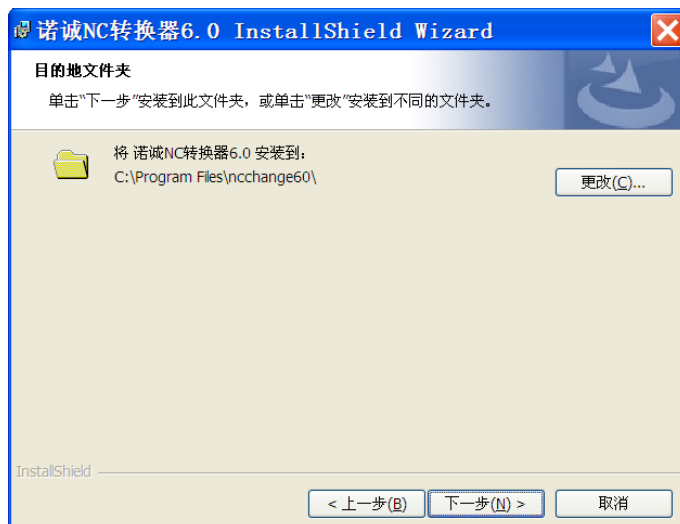 诺诚NC转换器6.0 InstallShield Wizard
目的地文件夹
单击“下一步”安装到此文件夹，或单击“更改”安装到不同的文件夹。
将 诺诚NC转换器6.0 安装到：
C:\Program Files\ncchange60\
更改(C)...
InstallShield
< 上一步(B)
下一步(N) >
取消